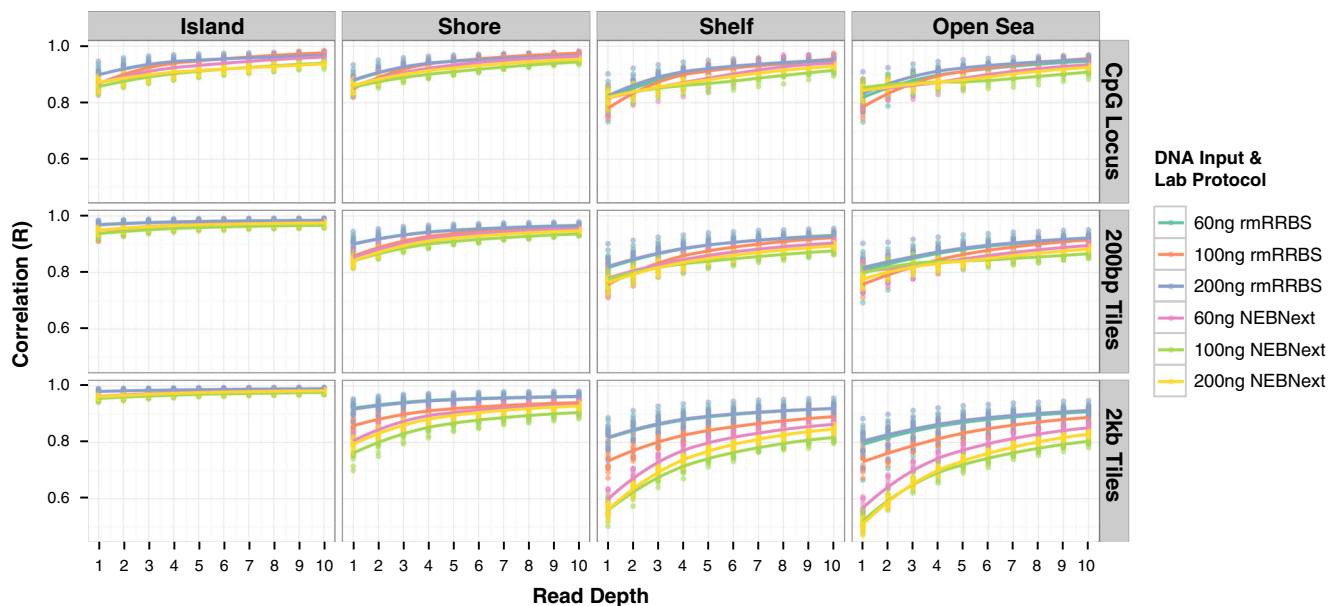 Island Shore Shelf Open Sea
1.0
0.8
0.6
CpG Locus
1.0
0.8
0.6
200bp Tiles
1.0
0.8
0.6
2kb Tiles
Correlation (R)
1 2 3 4 5 6 7 8 9 10 1 2 3 4 5 6 7 8 9 10 1 2 3 4 5 6 7 8 9 10 1 2 3 4 5 6 7 8 9 10
Read Depth
DNA Input &
Lab Protocol
60ng rmRRBS
100ng rmRRBS
200ng rmRRBS
60ng NEBNext
100ng NEBNext
200ng NEBNext